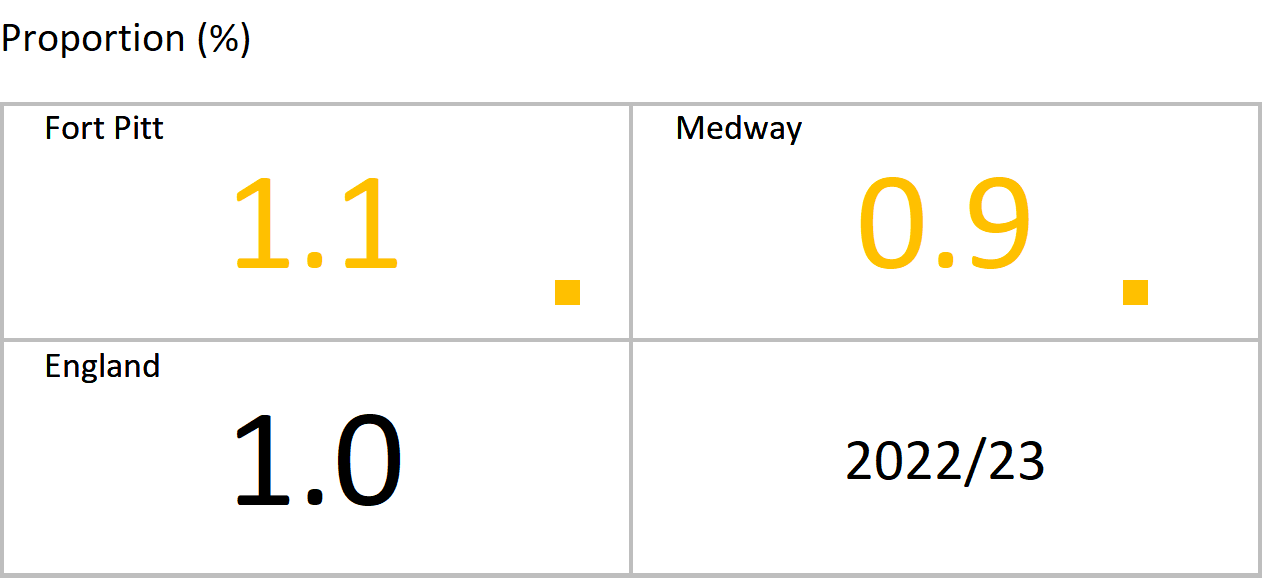 Proportion (%)
Fort Pitt
1.1
Medway
0.9
England
1.0
2022/23